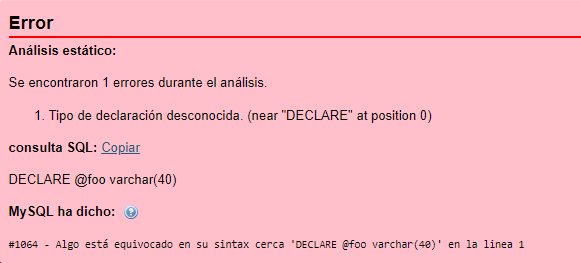 Error
Análisis estático:
Se encontraron 1 errores durante el análisis.
1. Tipo de declaración desconocida. (near "DECLARE" at position 0)
consulta SQL: Copiar
DECLARE @foo varchar(40)
MySQL ha dicho:
#1064 - Algo está equivocado en su sintax cerca 'DECLARE @foo varchar(40)' en la linea 1